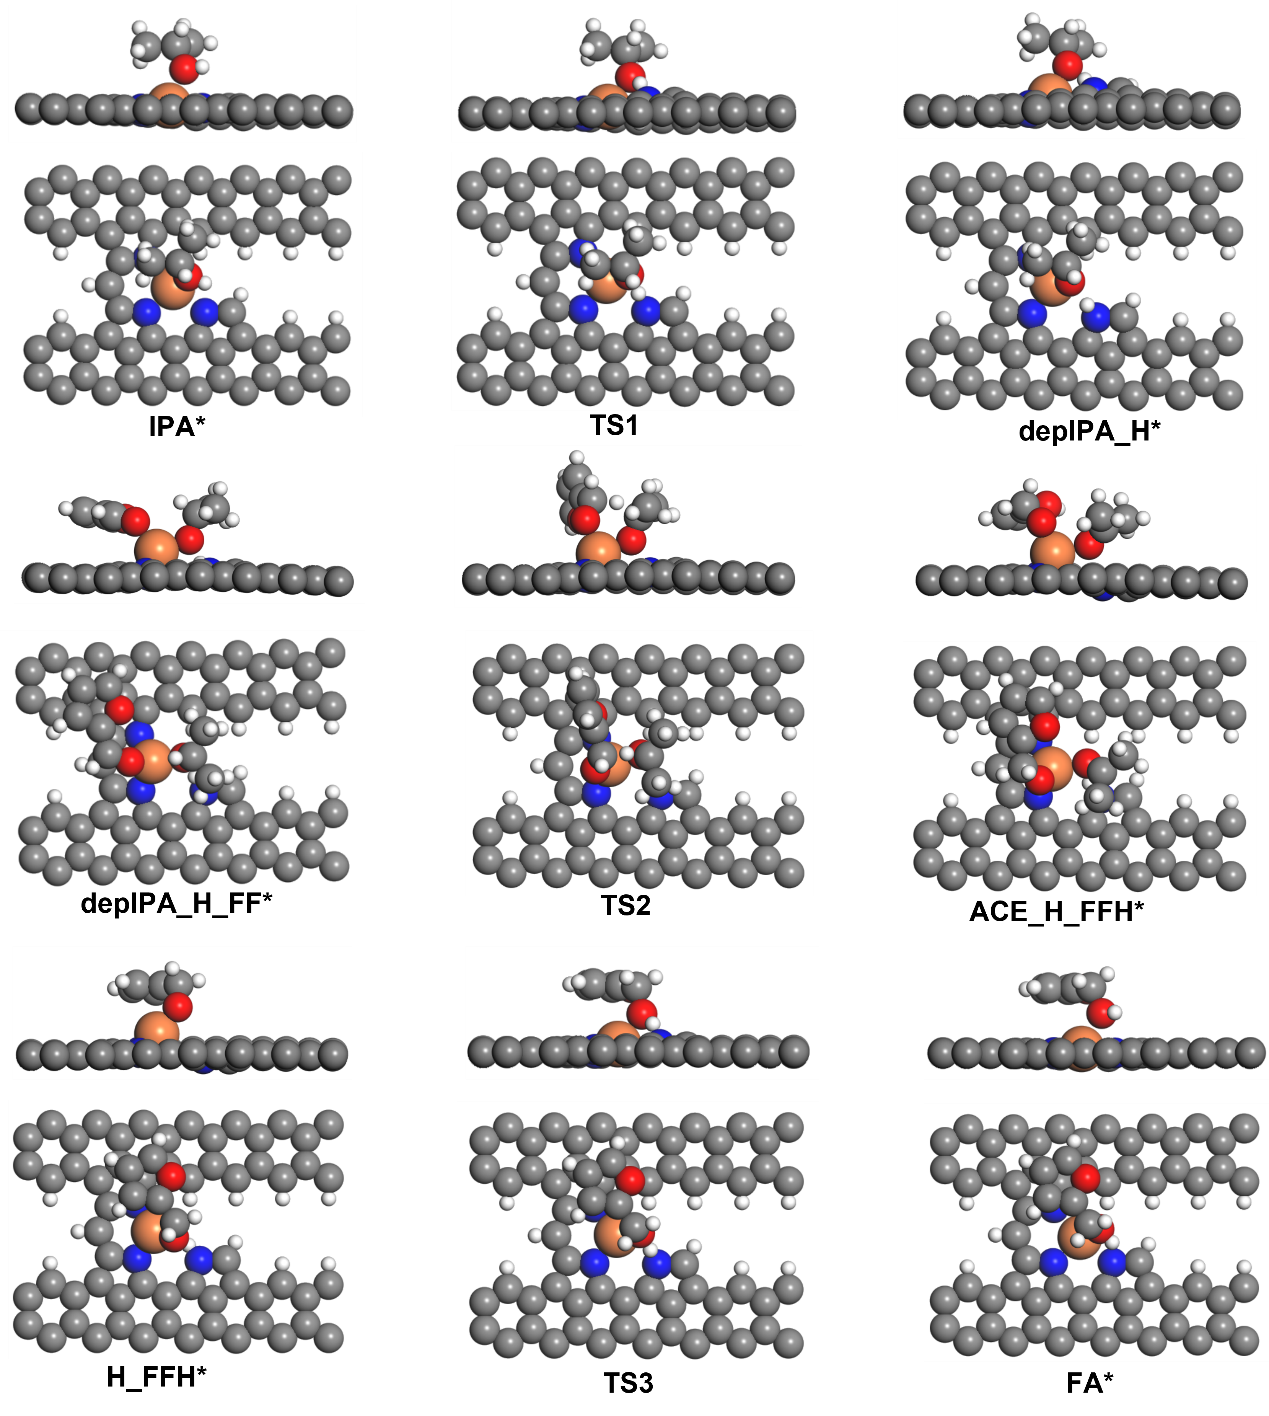 IPA*
TS1
depIPA_H*
depIPA_H_FF*
TS2
ACE_H_FFH*
H_FFH*
TS3
FA*